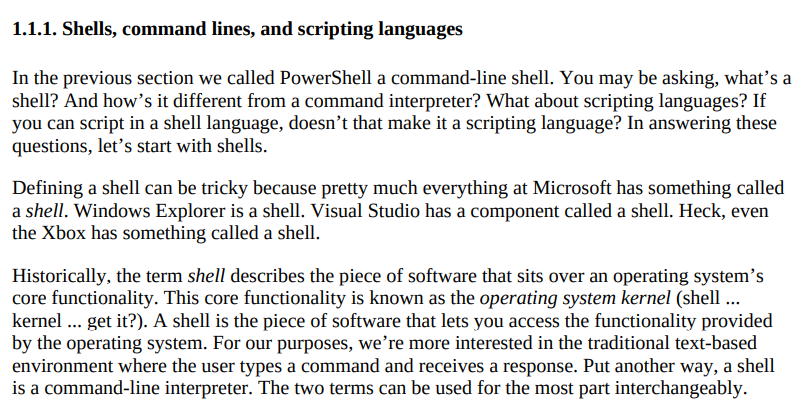 1.1.1. Shells, command lines, and scripting languages
In the previous section we called PowerShell a command-line shell. You may be asking, what’s a
shell? And how’s it different from a command interpreter? What about scripting languages? If
you can script in a shell language, doesn’t that make it a scripting language? In answering these
questions, let’s start with shells.
Defining a shell can be tricky because pretty much everything at Microsoft has something called
a shell. Windows Explorer is a shell. Visual Studio has a component called a shell. Heck, even
the Xbox has something called a shell.
Historically, the term shell describes the piece of software that sits over an operating system’s
core functionality. This core functionality is known as the operating system kernel (shell ...
kernel ... get it?). A shell is the piece of software that lets you access the functionality provided
by the operating system. For our purposes, we’re more interested in the traditional text-based
environment where the user types a command and receives a response. Put another way, a shell
is a command-line interpreter. The two terms can be used for the most part interchangeably.